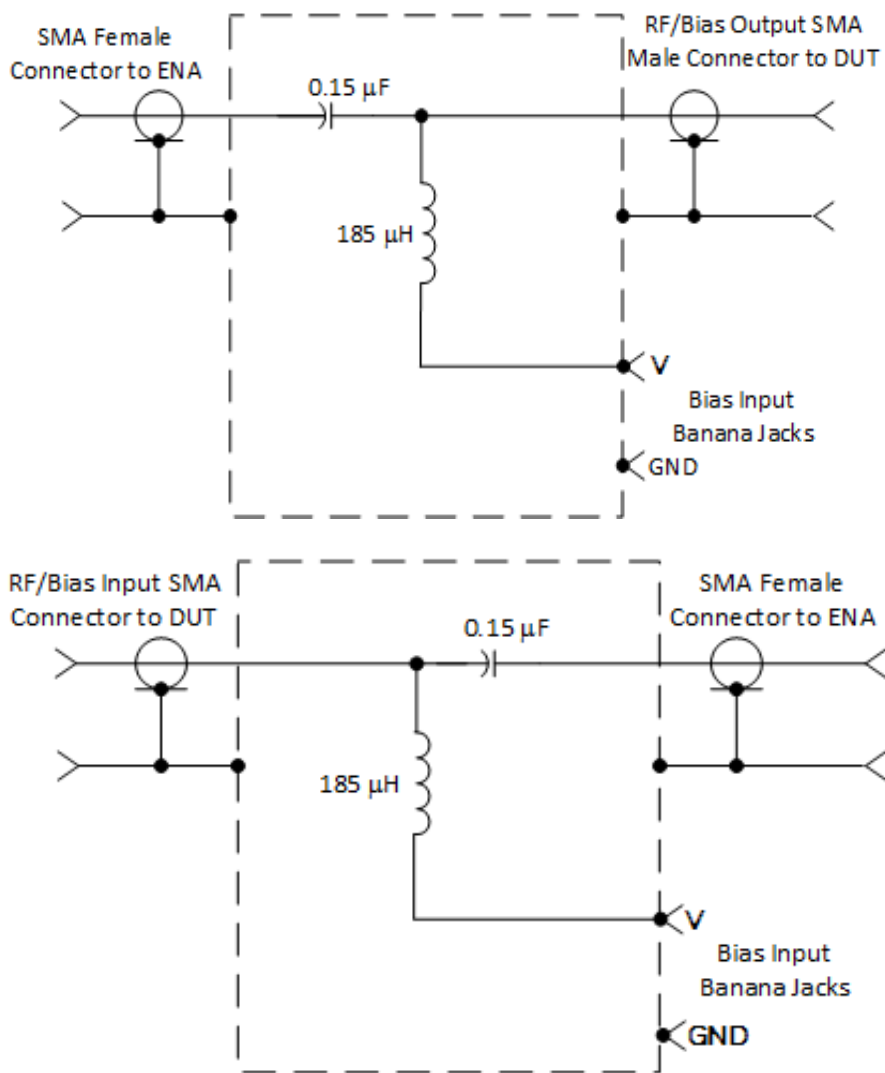 SMA Female
Connector to ENA
RF/Bias Output SMA
Male Connector to DUT
0.15 µF
185 µH
V
Bias Input
Banana Jacks
GND
RF/Bias Input SMA
Connector to DUT
SMA Female
Connector to ENA
0.15 µF
185 µH
V
Bias Input
Banana Jacks
GND